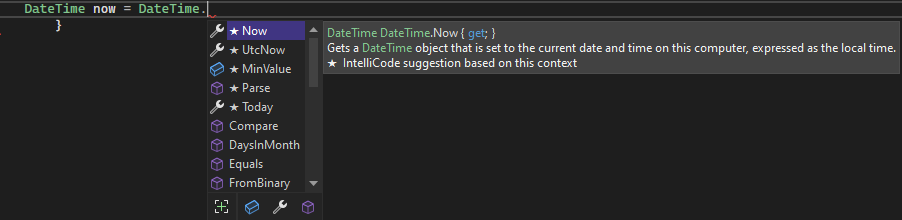 DateTime now = DateTime.
}
★ Now
★ UtcNow
★ MinValue
★ Parse
★ Today
Compare
DaysInMonth
Equals
FromBinary
DateTime DateTime.Now { get; }
Gets a DateTime object that is set to the current date and time on this computer, expressed as the local time.
★ IntelliCode suggestion based on this context